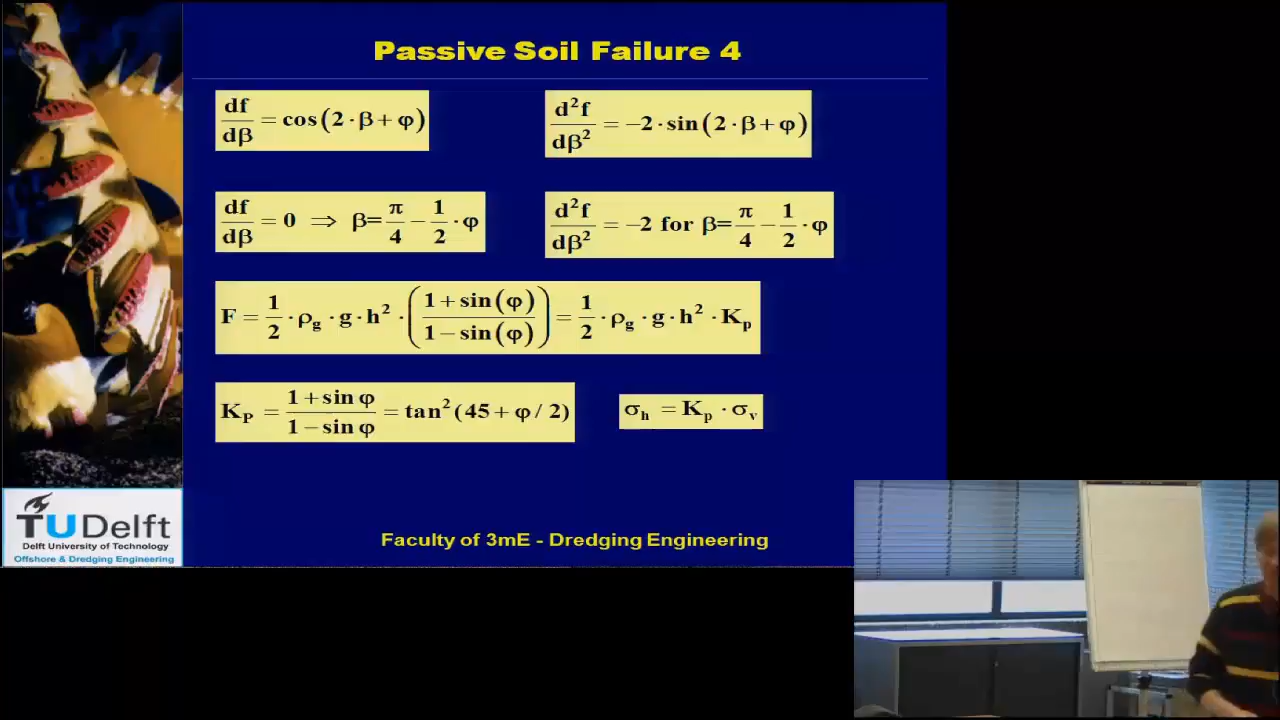 Passive Soil Failure 4
df/dβ = cos(2·β+φ)
d²f/dβ² = −2·sin(2·β+φ)
df/dβ = 0 ⇒ β=π/4 − 1/2·φ
d²f/dβ² = −2 for β=π/4 − 1/2·φ
F = 1/2·ρg·g·h²·((1+sin(φ))/(1−sin(φ))) = 1/2·ρg·g·h²·Kp
KP = (1+sin φ)/(1−sin φ) = tan²(45+φ/2)
σh = Kp·σv
TUDelft
Delft University of Technology
Offshore & Dredging Engineering
Faculty of 3mE - Dredging Engineering